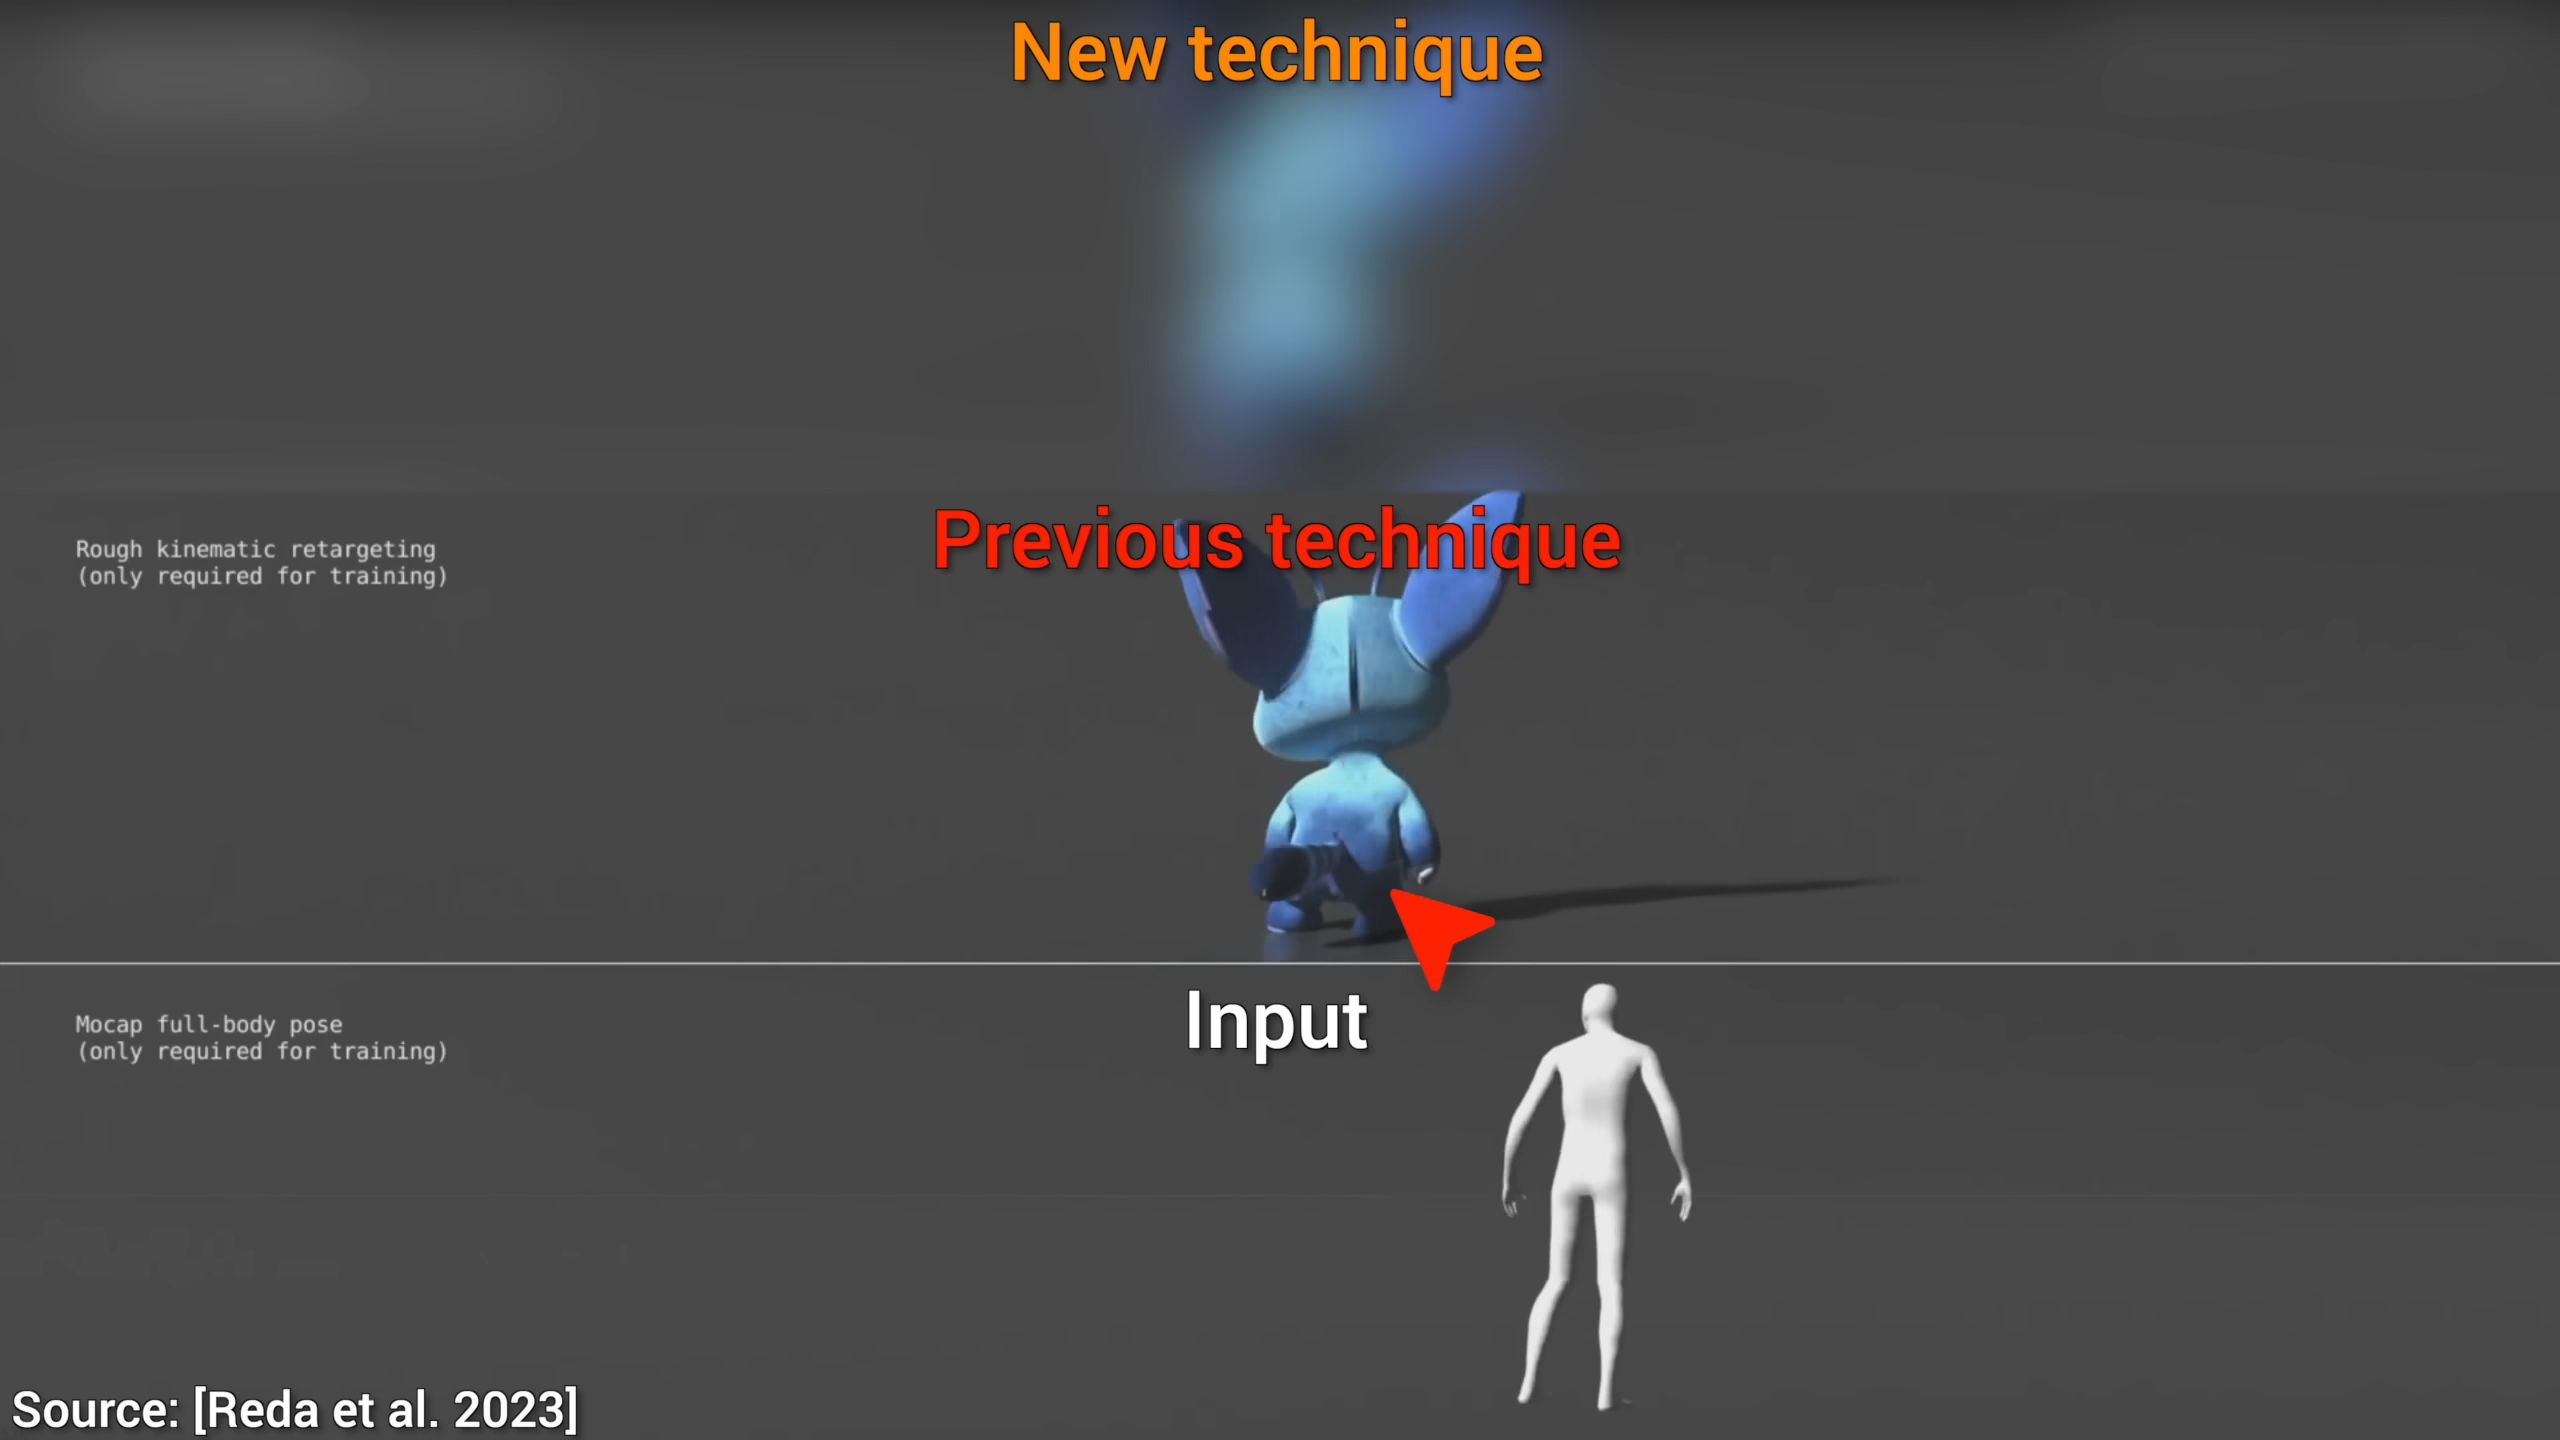 New technique
Previous technique
Rough kinematic retargeting
(only required for training)
Input
Mocap full-body pose
(only required for training)
Source: [Reda et al. 2023]